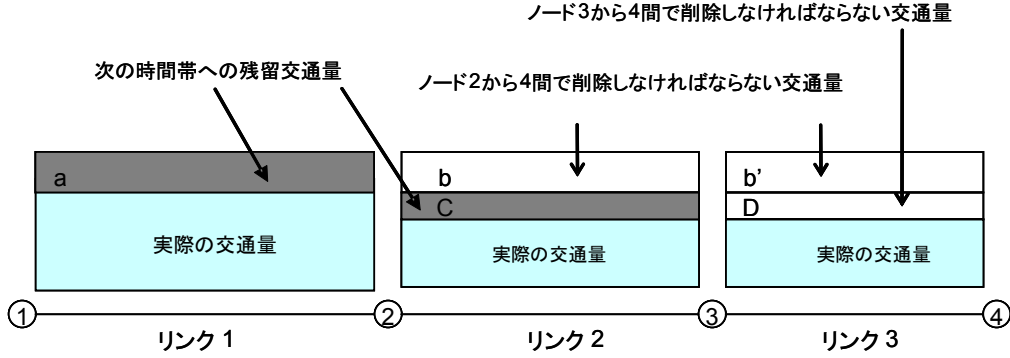 ノード3から4間で削除しなければならない交通量
次の時間帯への残留交通量
ノード2から4間で削除しなければならない交通量
a
b
b'
C
D
実際の交通量
実際の交通量
実際の交通量
1
2
3
4
リンク 1
リンク 2
リンク 3